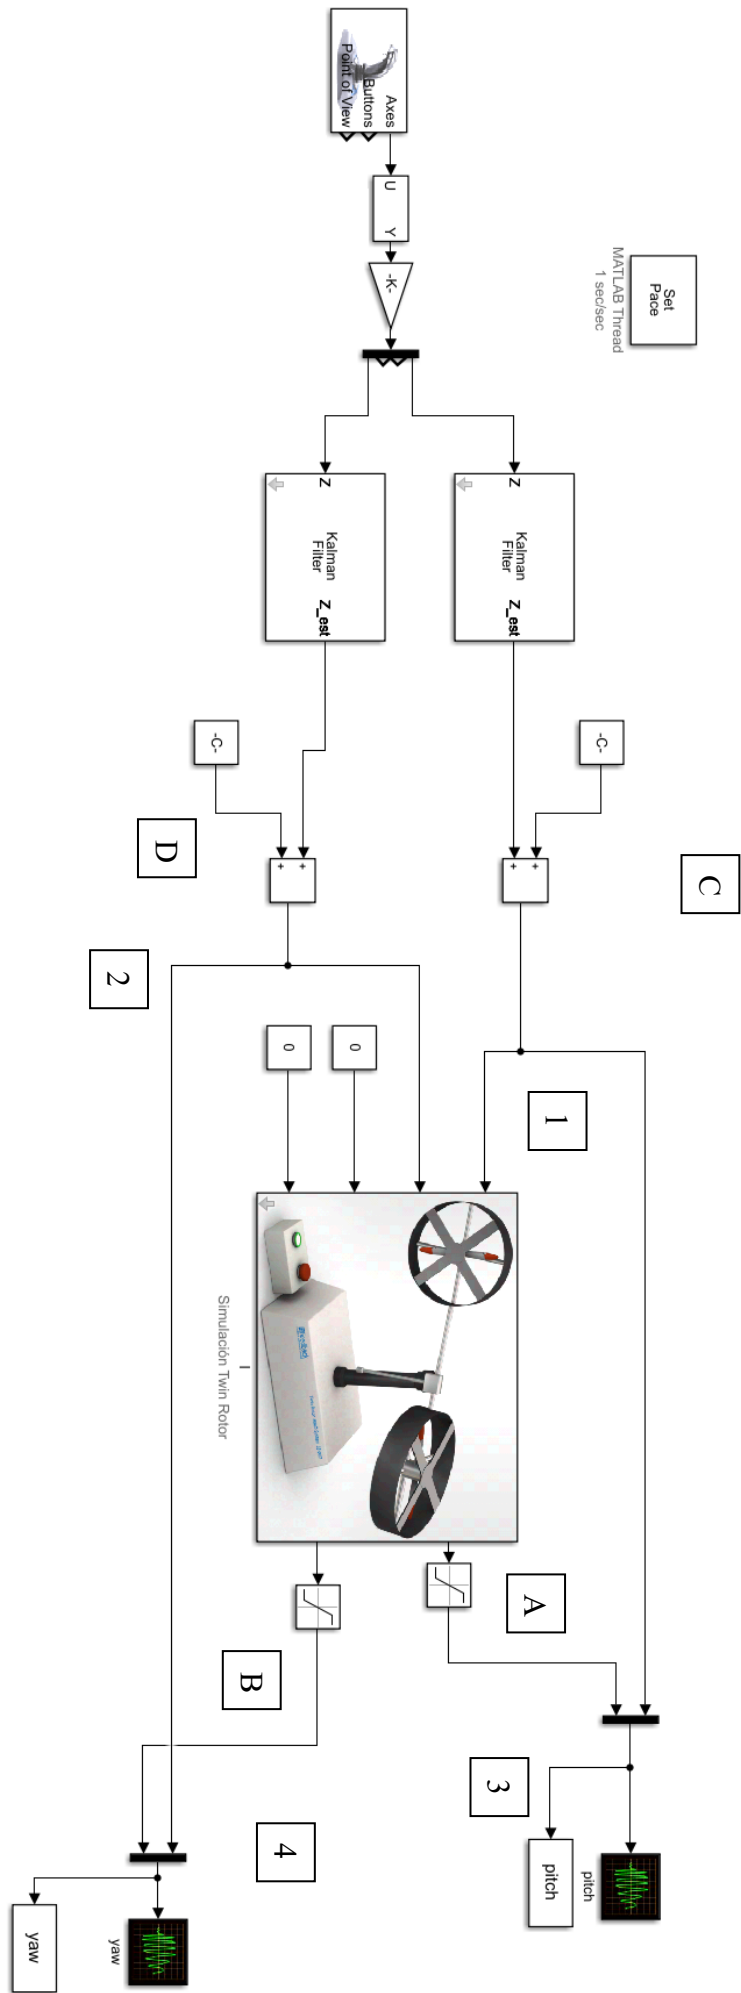 Axes
Buttons
Point of View
U Y
-K-
Set
Pace
MATLAB Thread
1 sec/sec
Z
Kalman
Filter
Z_est
Z
Kalman
Filter
Z_est
-C-
-C-
+
+
+
+
C
D
1
2
0
0
Simulación Twin Rotor
I
A
B
3
4
pitch
pitch
yaw
yaw